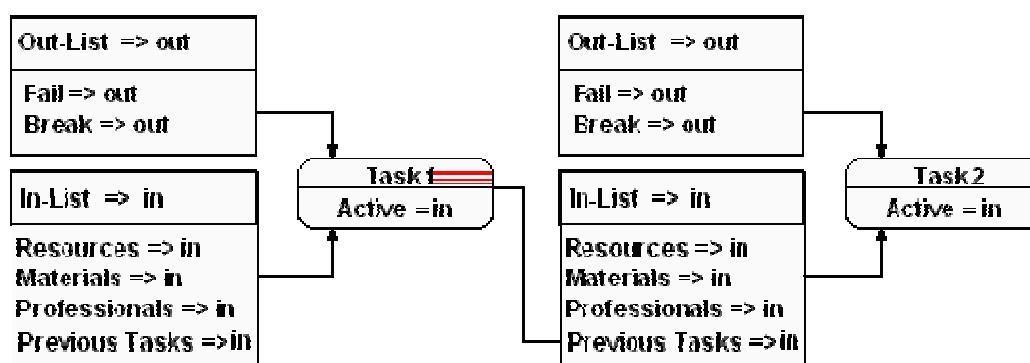 Out-List => out
Fail => out
Break => out
In-List => in
Resources => in
Materials => in
Professionals => in
Previous Tasks =>in
Task 1
Active = in
Out-List => out
Fail => out
Break => out
In-List => in
Resources => in
Materials => in
Professionals => in
Previous Tasks =>in
Task 2
Active = in